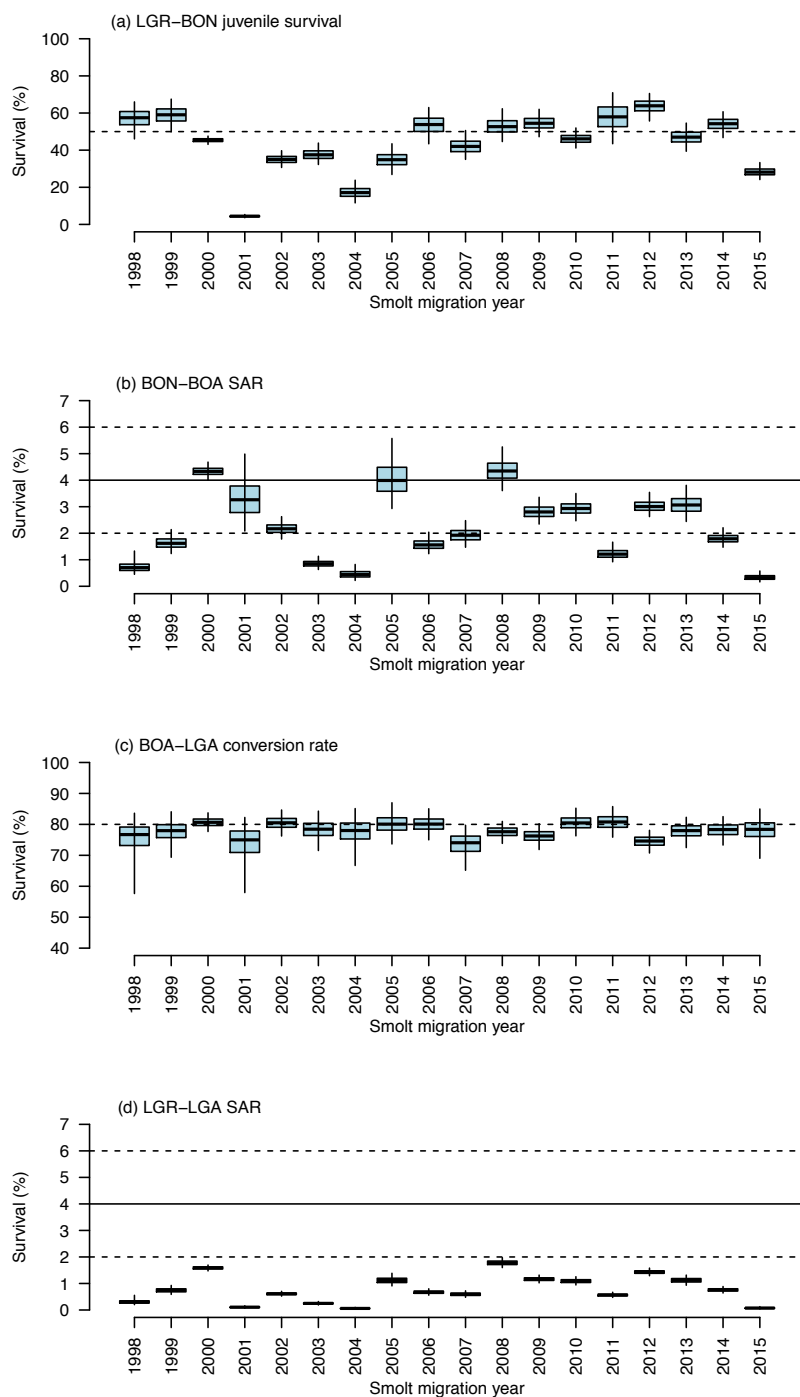 (a) LGR−BON juvenile survival
Survival (%)
100
80
60
40
20
0
1998 1999 2000 2001 2002 2003 2004 2005 2006 2007 2008 2009 2010 2011 2012 2013 2014 2015
Smolt migration year
(b) BON−BOA SAR
Survival (%)
7
6
5
4
3
2
1
0
1998 1999 2000 2001 2002 2003 2004 2005 2006 2007 2008 2009 2010 2011 2012 2013 2014 2015
Smolt migration year
(c) BOA−LGA conversion rate
Survival (%)
100
90
80
70
60
50
40
1998 1999 2000 2001 2002 2003 2004 2005 2006 2007 2008 2009 2010 2011 2012 2013 2014 2015
Smolt migration year
(d) LGR−LGA SAR
Survival (%)
7
6
5
4
3
2
1
0
1998 1999 2000 2001 2002 2003 2004 2005 2006 2007 2008 2009 2010 2011 2012 2013 2014 2015
Smolt migration year